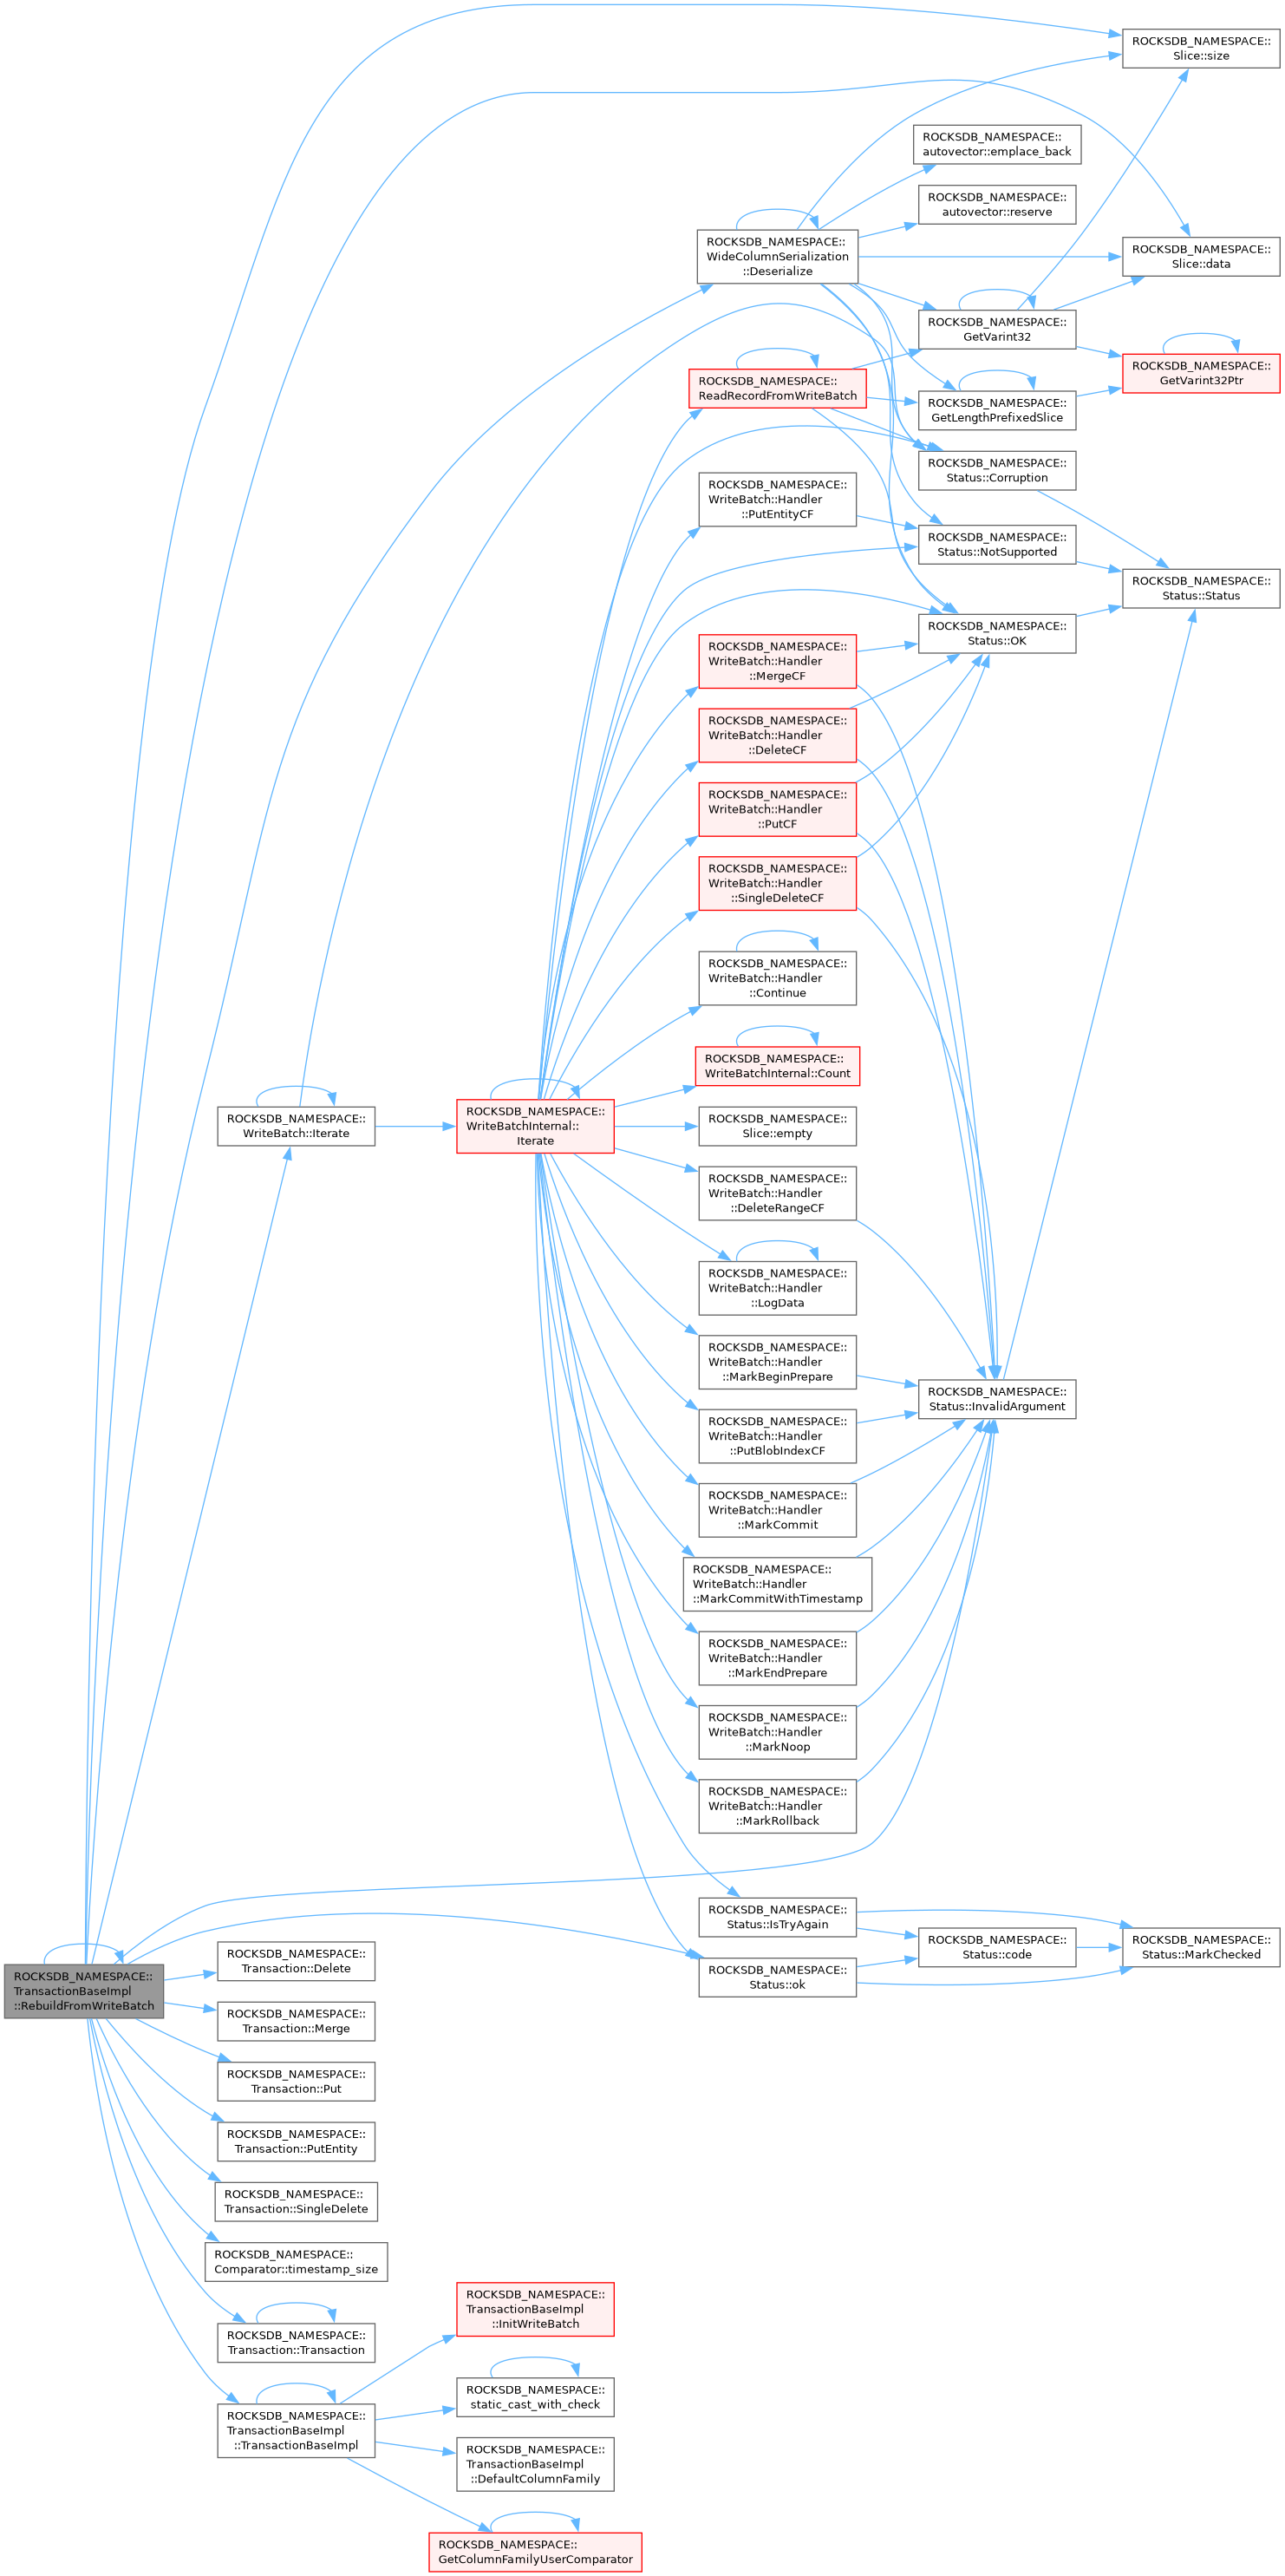 ROCKSDB_NAMESPACE::
Slice::size
ROCKSDB_NAMESPACE::
autovector::emplace_back
ROCKSDB_NAMESPACE::
autovector::reserve
ROCKSDB_NAMESPACE::
WideColumnSerialization
::Deserialize
ROCKSDB_NAMESPACE::
Slice::data
ROCKSDB_NAMESPACE::
GetVarint32
ROCKSDB_NAMESPACE::
GetVarint32Ptr
ROCKSDB_NAMESPACE::
ReadRecordFromWriteBatch
ROCKSDB_NAMESPACE::
GetLengthPrefixedSlice
ROCKSDB_NAMESPACE::
Status::Corruption
ROCKSDB_NAMESPACE::
WriteBatch::Handler
::PutEntityCF
ROCKSDB_NAMESPACE::
Status::NotSupported
ROCKSDB_NAMESPACE::
Status::Status
ROCKSDB_NAMESPACE::
Status::OK
ROCKSDB_NAMESPACE::
WriteBatch::Handler
::MergeCF
ROCKSDB_NAMESPACE::
WriteBatch::Handler
::DeleteCF
ROCKSDB_NAMESPACE::
WriteBatch::Handler
::PutCF
ROCKSDB_NAMESPACE::
WriteBatch::Handler
::SingleDeleteCF
ROCKSDB_NAMESPACE::
WriteBatch::Handler
::Continue
ROCKSDB_NAMESPACE::
WriteBatchInternal::Count
ROCKSDB_NAMESPACE::
WriteBatch::Iterate
ROCKSDB_NAMESPACE::
WriteBatchInternal::
Iterate
ROCKSDB_NAMESPACE::
Slice::empty
ROCKSDB_NAMESPACE::
WriteBatch::Handler
::DeleteRangeCF
ROCKSDB_NAMESPACE::
WriteBatch::Handler
::LogData
ROCKSDB_NAMESPACE::
WriteBatch::Handler
::MarkBeginPrepare
ROCKSDB_NAMESPACE::
Status::InvalidArgument
ROCKSDB_NAMESPACE::
WriteBatch::Handler
::PutBlobIndexCF
ROCKSDB_NAMESPACE::
WriteBatch::Handler
::MarkCommit
ROCKSDB_NAMESPACE::
WriteBatch::Handler
::MarkCommitWithTimestamp
ROCKSDB_NAMESPACE::
WriteBatch::Handler
::MarkEndPrepare
ROCKSDB_NAMESPACE::
WriteBatch::Handler
::MarkNoop
ROCKSDB_NAMESPACE::
WriteBatch::Handler
::MarkRollback
ROCKSDB_NAMESPACE::
Status::IsTryAgain
ROCKSDB_NAMESPACE::
Status::code
ROCKSDB_NAMESPACE::
Status::MarkChecked
ROCKSDB_NAMESPACE::
Status::ok
ROCKSDB_NAMESPACE::
TransactionBaseImpl
::RebuildFromWriteBatch
ROCKSDB_NAMESPACE::
Transaction::Delete
ROCKSDB_NAMESPACE::
Transaction::Merge
ROCKSDB_NAMESPACE::
Transaction::Put
ROCKSDB_NAMESPACE::
Transaction::PutEntity
ROCKSDB_NAMESPACE::
Transaction::SingleDelete
ROCKSDB_NAMESPACE::
Comparator::timestamp_size
ROCKSDB_NAMESPACE::
Transaction::Transaction
ROCKSDB_NAMESPACE::
TransactionBaseImpl
::TransactionBaseImpl
ROCKSDB_NAMESPACE::
TransactionBaseImpl
::InitWriteBatch
ROCKSDB_NAMESPACE::
static_cast_with_check
ROCKSDB_NAMESPACE::
TransactionBaseImpl
::DefaultColumnFamily
ROCKSDB_NAMESPACE::
GetColumnFamilyUserComparator